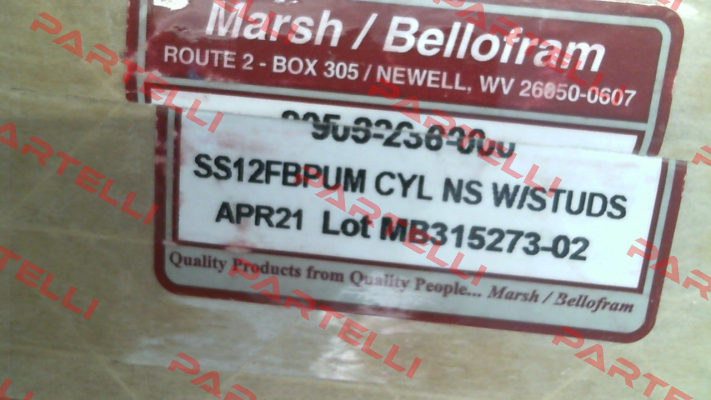 Marsh / Bellofram
ROUTE 2 - BOX 305 / NEWELL, WV 26050-0607
SS12FBPUM CYL NS W/STUDS
APR21 Lot MB315273-02
Quality Products from Quality People... Marsh / Bellofram
PARTELLI